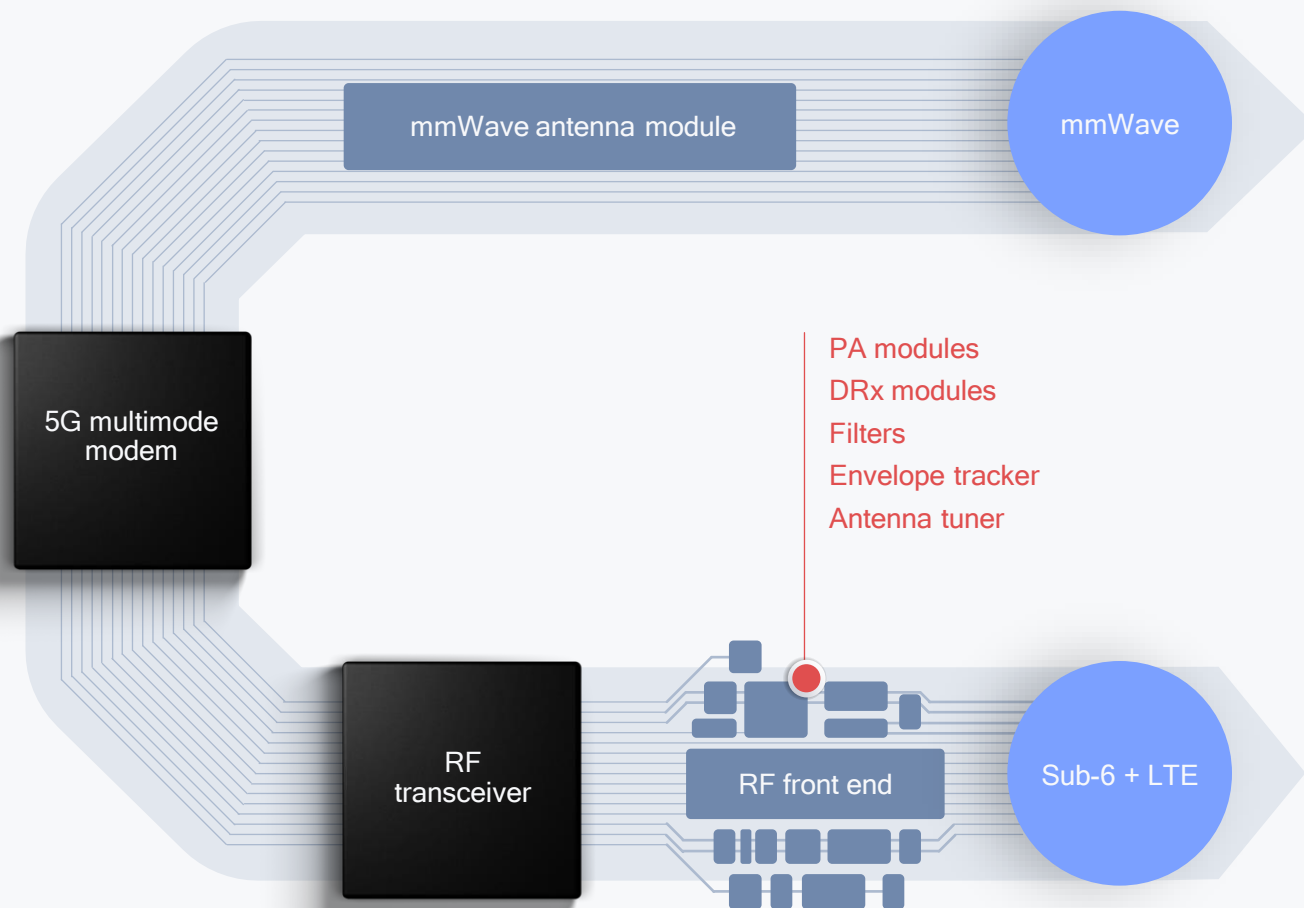 mmWave antenna module
mmWave
5G multimode
modem
PA modules
DRx modules
Filters
Envelope tracker
Antenna tuner
RF
transceiver
RF front end
Sub-6 + LTE